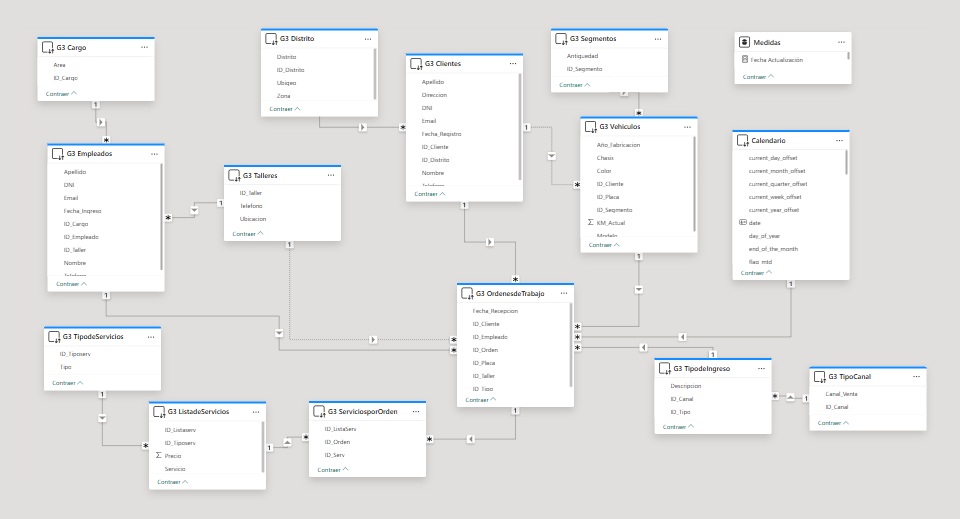 G3 Cargo
Area
ID_Cargo
Contraer
G3 Distrito
Distrito
ID_Distrito
Ubigeo
Zona
Contraer
G3 Clientes
Apellido
Direccion
DNI
Email
Fecha_Registro
ID_Cliente
ID_Distrito
Nombre
Contraer
G3 Segmentos
Antiquedad
ID_Segmento
Contraer
Medidas
Fecha Actualización
Contraer
G3 Empleados
Apellido
DNI
Email
Fecha_Ingreso
ID_Cargo
ID_Empleado
ID_Taller
Nombre
Telefono
Contraer
G3 Talleres
ID_Taller
Telefono
Ubicacion
Contraer
G3 Vehiculos
Año_Fabricacion
Chasis
Color
ID_Cliente
ID_Placa
ID_Segmento
KM_Actual
Modelo
Contraer
Calendario
current_day_offset
current_month_offset
current_quarter_offset
current_week_offset
current_year_offset
date
day_of_year
end_of_the_month
flag_mtd
Contraer
G3 OrdenesdeTrabajo
Fecha_Recepcion
ID_Cliente
ID_Empleado
ID_Orden
ID_Placa
ID_Taller
ID_Tipo
Contraer
G3 TipodeServicios
ID_Tiposerv
Tipo
Contraer
G3 ListadeServicios
ID_Listaserv
ID_Tiposerv
Precio
Servicio
Contraer
G3 ServiciosporOrden
ID_ListaServ
ID_Orden
ID_Serv
Contraer
G3 TipodeIngreso
Descripcion
ID_Canal
ID_Tipo
Contraer
G3 TipoCanal
Canal_Venta
ID_Canal
Contraer